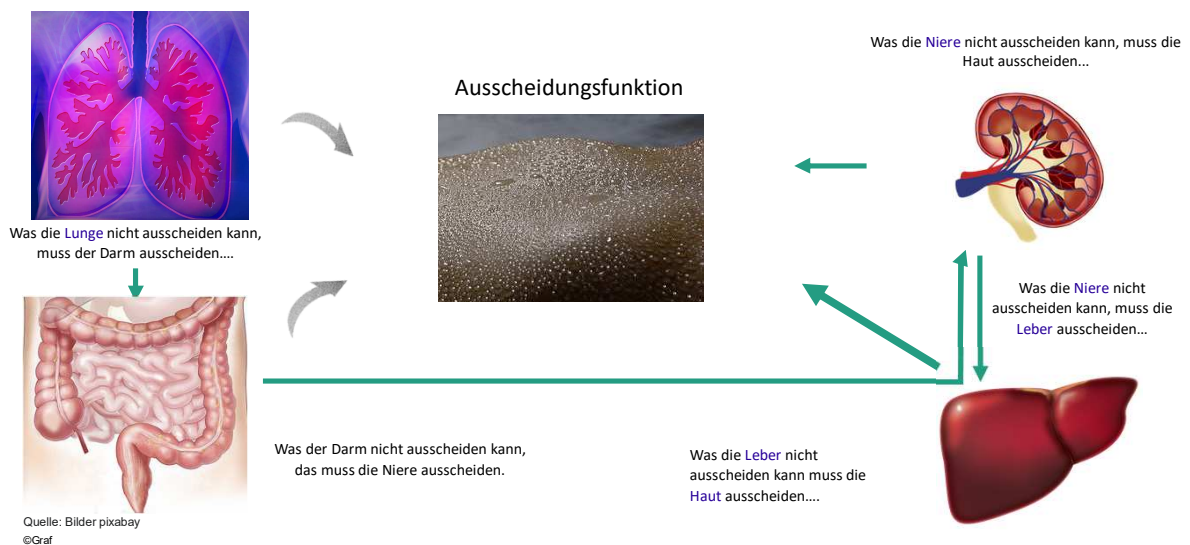 Was die Niere nicht ausscheiden kann, muss die
Haut ausscheiden...
Ausscheidungsfunktion
Was die Lunge nicht ausscheiden kann,
muss der Darm ausscheiden....
Was die Niere nicht
ausscheiden kann, muss die
Leber ausscheiden...
Was der Darm nicht ausscheiden kann,
das muss die Niere ausscheiden.
Was die Leber nicht
ausscheiden kann muss die
Haut ausscheiden....
Quelle: Bilder pixabay
©Graf